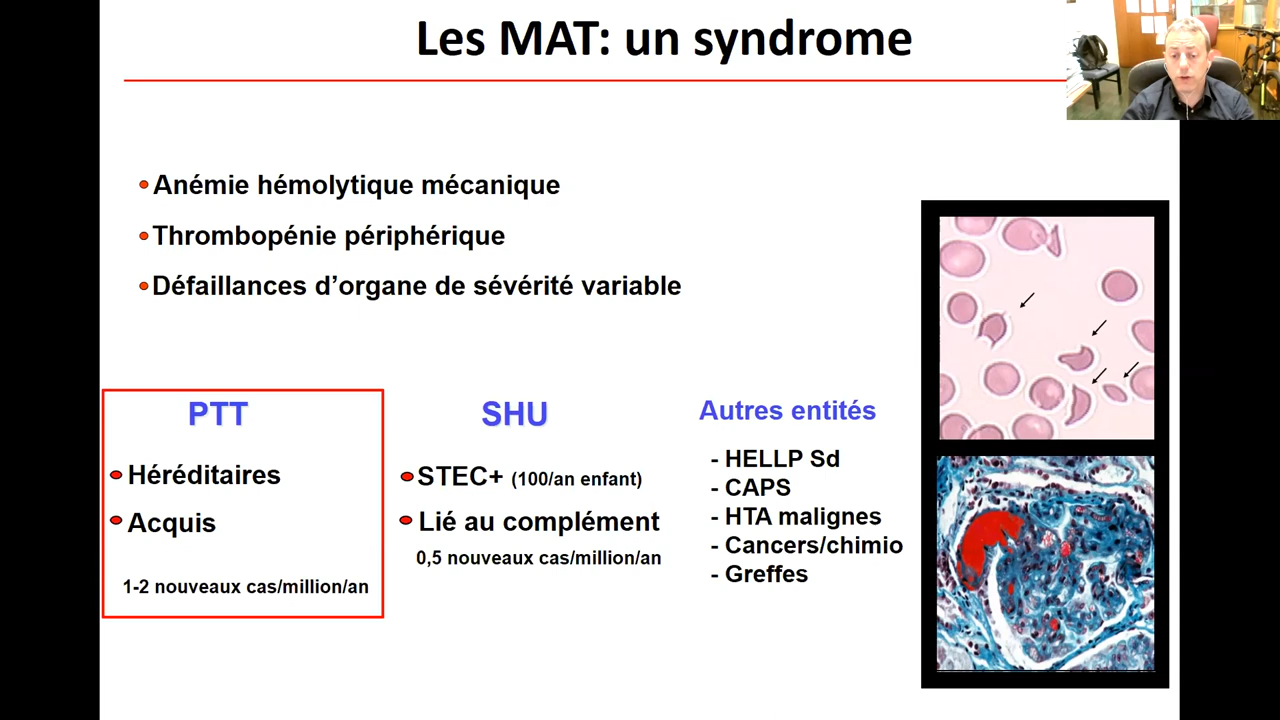 Les MAT: un syndrome
Anémie hémolytique mécanique
Thrombopénie périphérique
Défaillances d’organe de sévérité variable
PTT
Héréditaires
Acquis
1-2 nouveaux cas/million/an
SHU
STEC+ (100/an enfant)
Lié au complément
0,5 nouveaux cas/million/an
Autres entités
- HELLP Sd
- CAPS
- HTA malignes
- Cancers/chimio
- Greffes